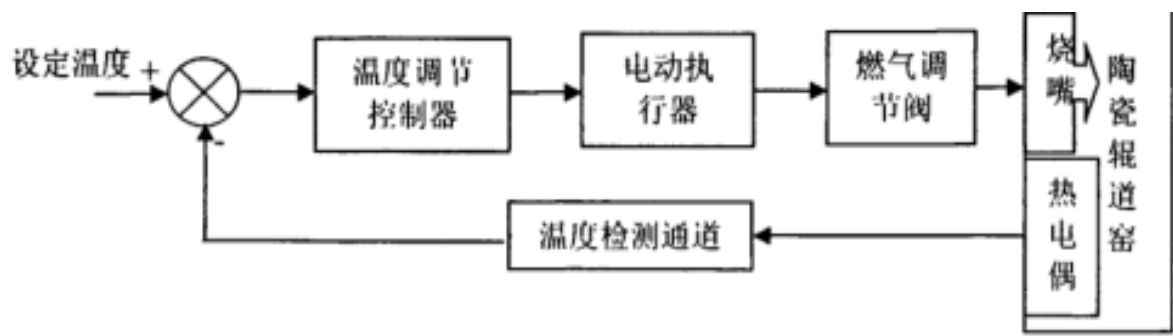 设定温度
+
-
温度调节
控制器
电动执
行器
燃气调
节阀
烧嘴
陶瓷辊道窑
热电偶
温度检测通道